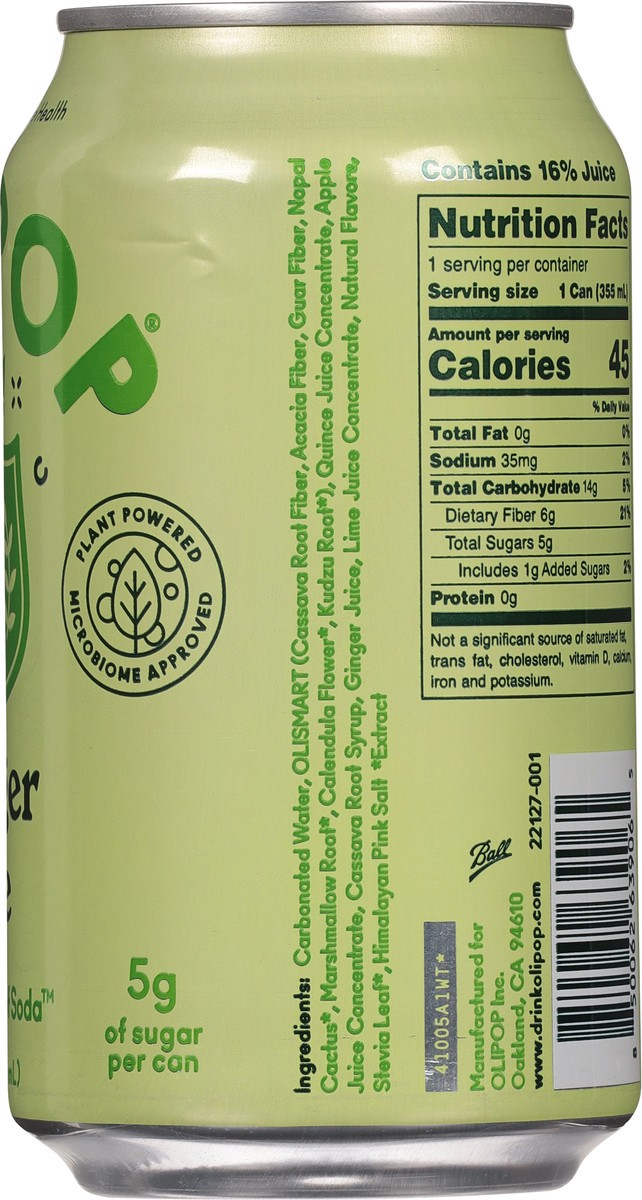 Health
OP®
PLANT POWERED
MICROBIOME APPROVED
Soda™
5g
of sugar
per can
Ingredients: Carbonated Water, OLISMART (Cassava Root Fiber, Acacia Fiber, Guar Fiber, Nopal
Cactus*, Marshmallow Root*, Calendula Flower*, Kudzu Root*), Quince Juice Concentrate, Apple
Juice Concentrate, Cassava Root Syrup, Ginger Juice, Lime Juice Concentrate, Natural Flavors,
Stevia Leaf*, Himalayan Pink Salt *Extract
Contains 16% Juice
Nutrition Facts
1 serving per container
Serving size 1 Can (355 mL)
Amount per serving
Calories 45
% Daily Value
Total Fat 0g 0%
Sodium 35mg 2%
Total Carbohydrate 14g 5%
Dietary Fiber 6g 21%
Total Sugars 5g
Includes 1g Added Sugars 2%
Protein 0g
Not a significant source of saturated fat,
trans fat, cholesterol, vitamin D, calcium,
iron and potassium.
Ball
22127-001
41005A1WT*
Manufactured for
OLIPOP Inc.
Oakland, CA 94610
www.drinkolipop.com